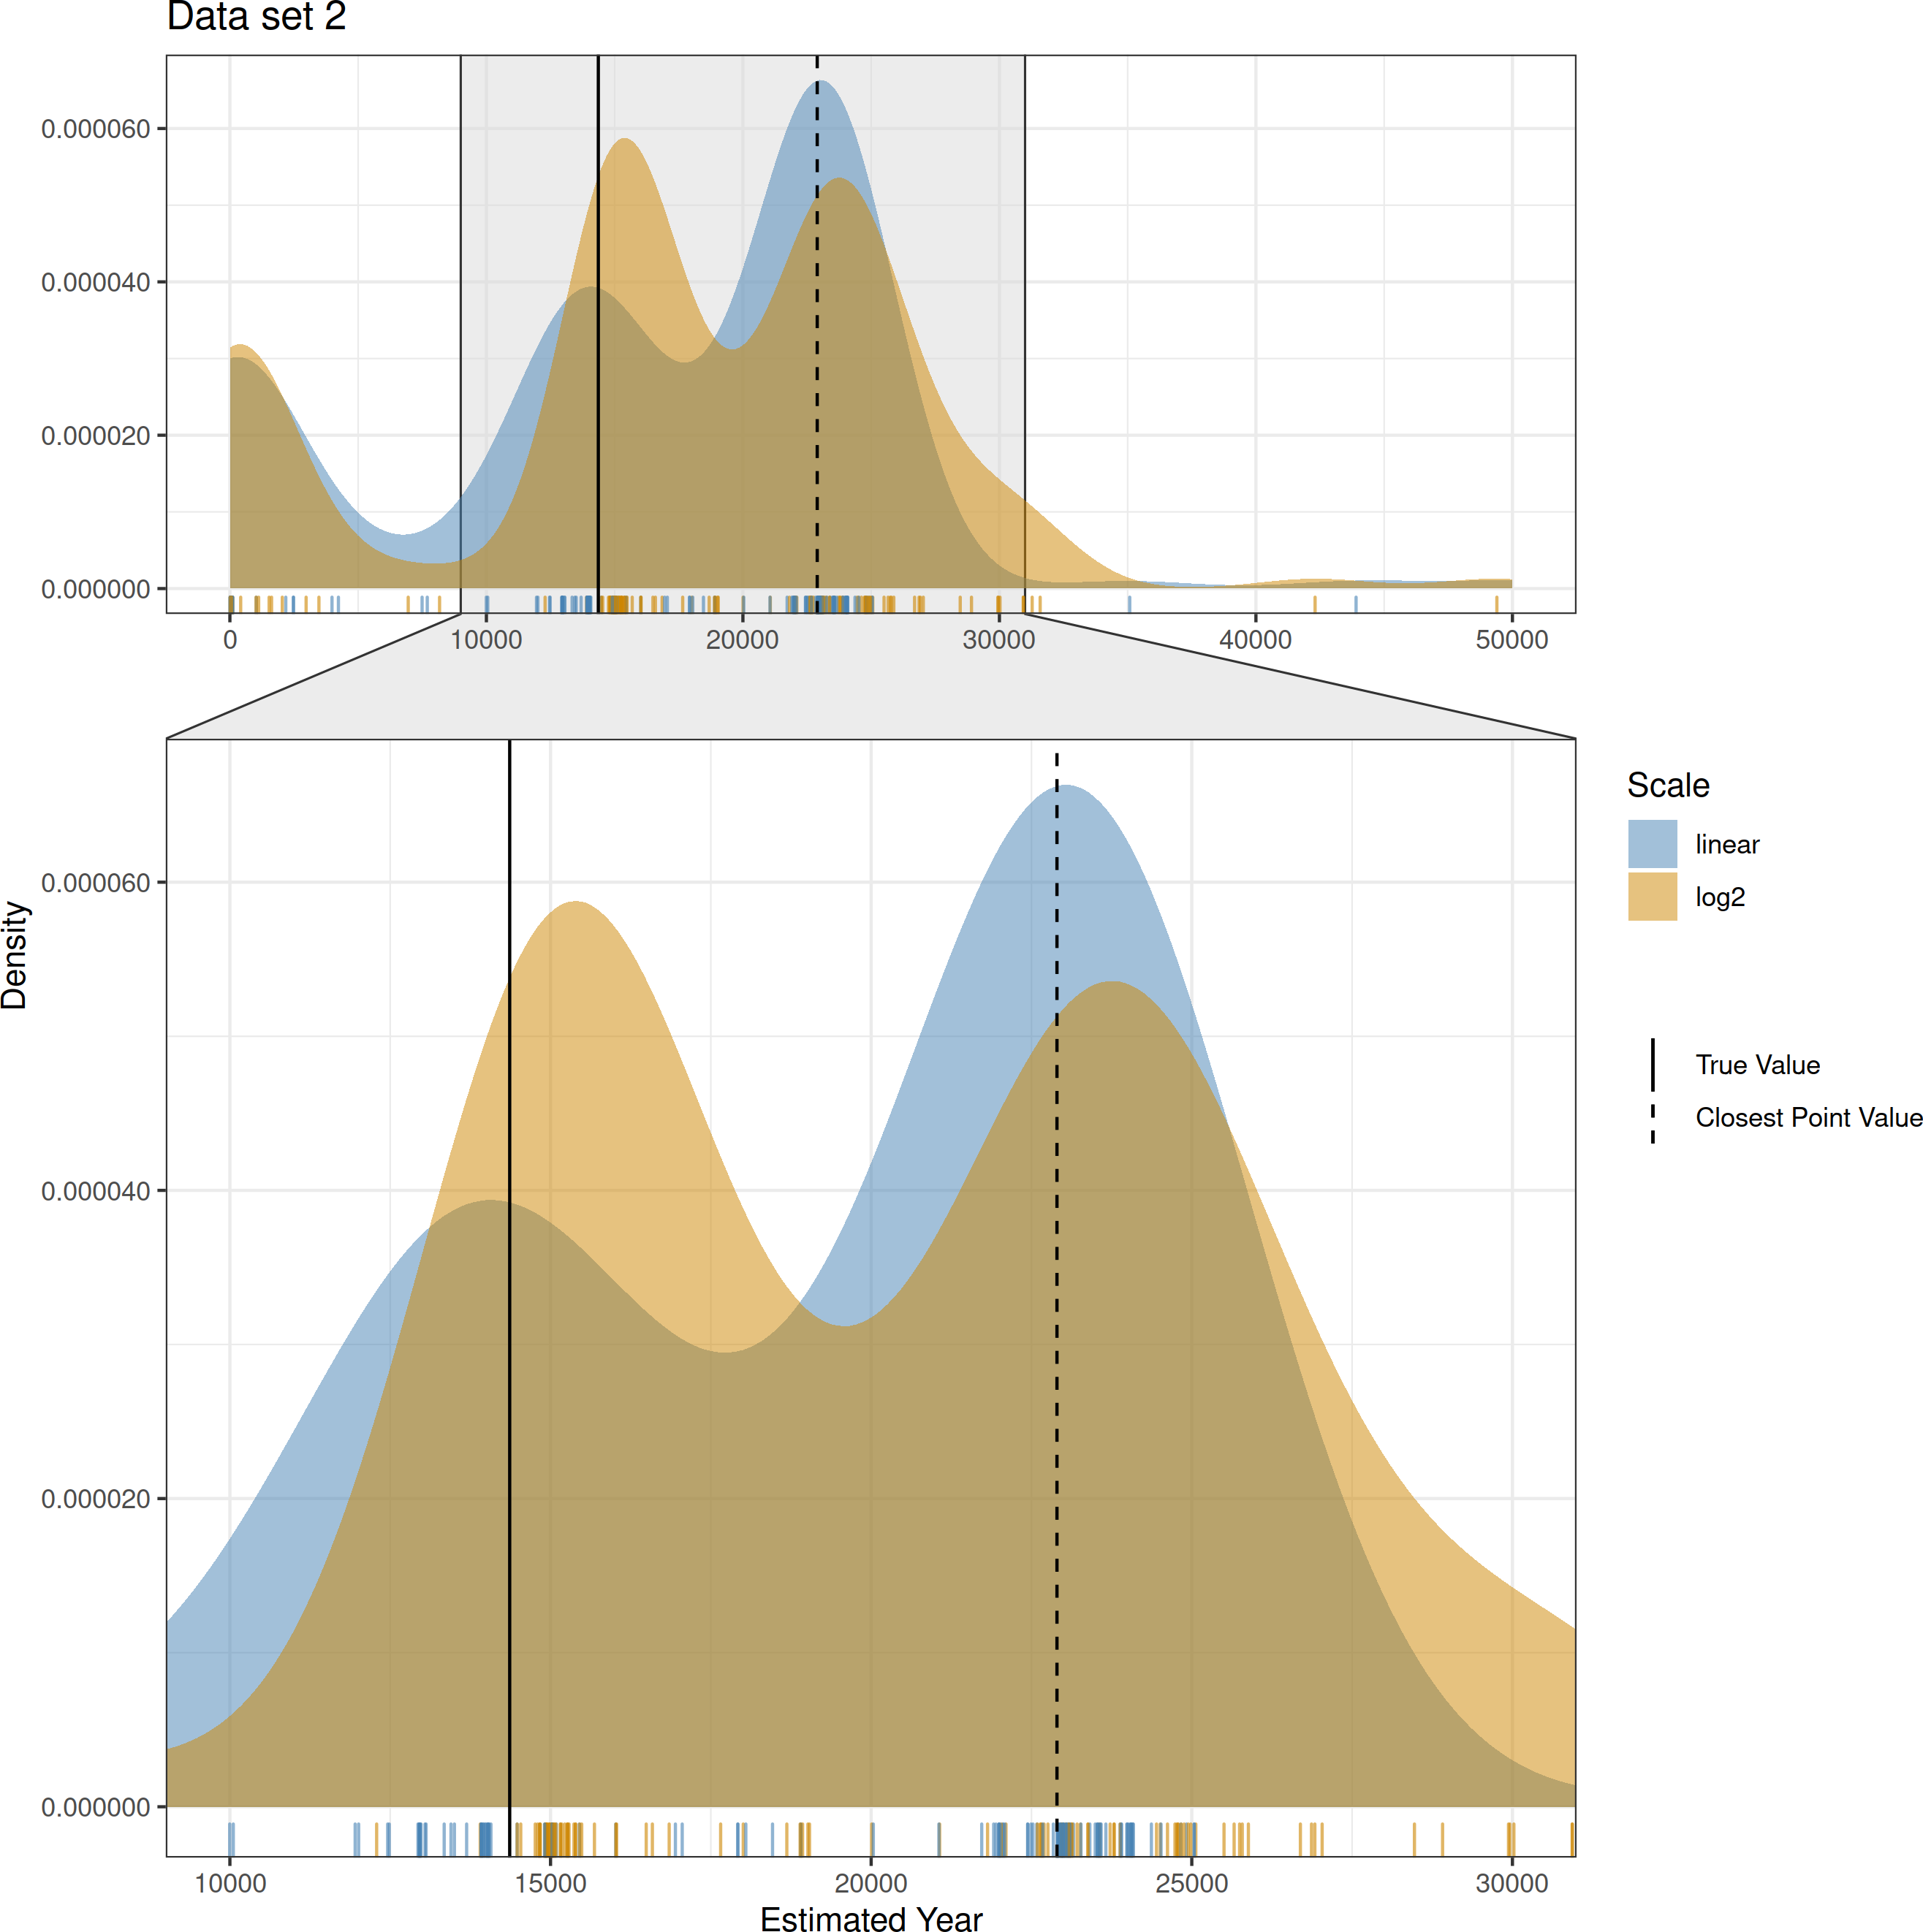 Data set 2
0.000060
0.000040
0.000020
0.000000
0 10000 20000 30000 40000 50000
Density
0.000060
0.000040
0.000020
0.000000
10000 15000 20000 25000 30000
Estimated Year
Scale
linear
log2
True Value
Closest Point Value